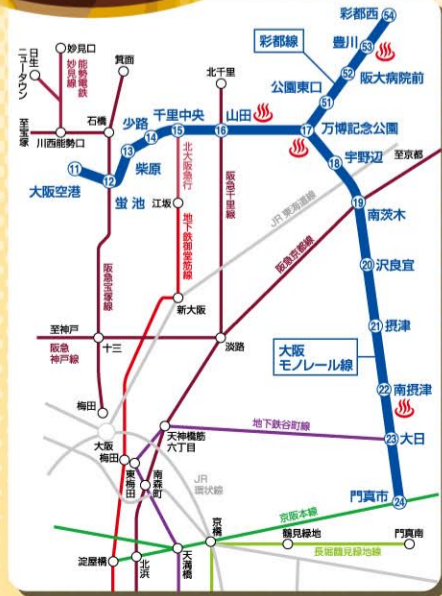 彩都西
54
彩都線
豊川
53
日生
ニュータウン
妙見口
能勢電鉄
妙見線
箕面
北千里
52
阪大病院前
公園東口
51
至宝塚
川西能勢口
石橋
少路
千里中央
山田
14
15
16
17
万博記念公園
13
柴原
11
大阪空港
12
蛍池
北大阪急行
阪急千里線
18
宇野辺
至京都
江坂
地下鉄御堂筋線
JR東海道線
19
南茨木
阪急京都線
20
沢良宜
阪急宝塚線
新大阪
21
摂津
至神戸
阪急
神戸線
十三
淡路
大阪
モノレール線
22
南摂津
梅田
天神橋筋
六丁目
地下鉄谷町線
23
大日
大阪
梅田
東梅田
南森町
JR
環状線
24
門真市
京阪本線
京橋
鶴見緑地
門真南
淀屋橋
北浜
天満橋
長堀鶴見緑地線